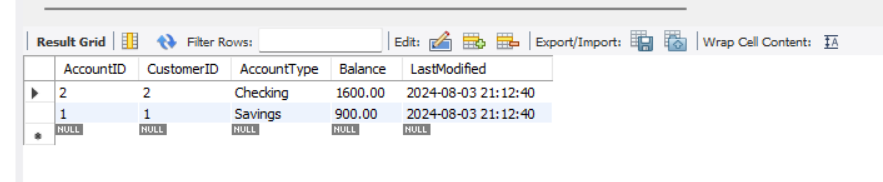 Result Grid Filter Rows: Edit: Export/Import: Wrap Cell Content: IA
AccountID CustomerID AccountType Balance LastModified
2 2 Checking 1600.00 2024-08-03 21:12:40
1 1 Savings 900.00 2024-08-03 21:12:40
NULL NULL NULL NULL NULL